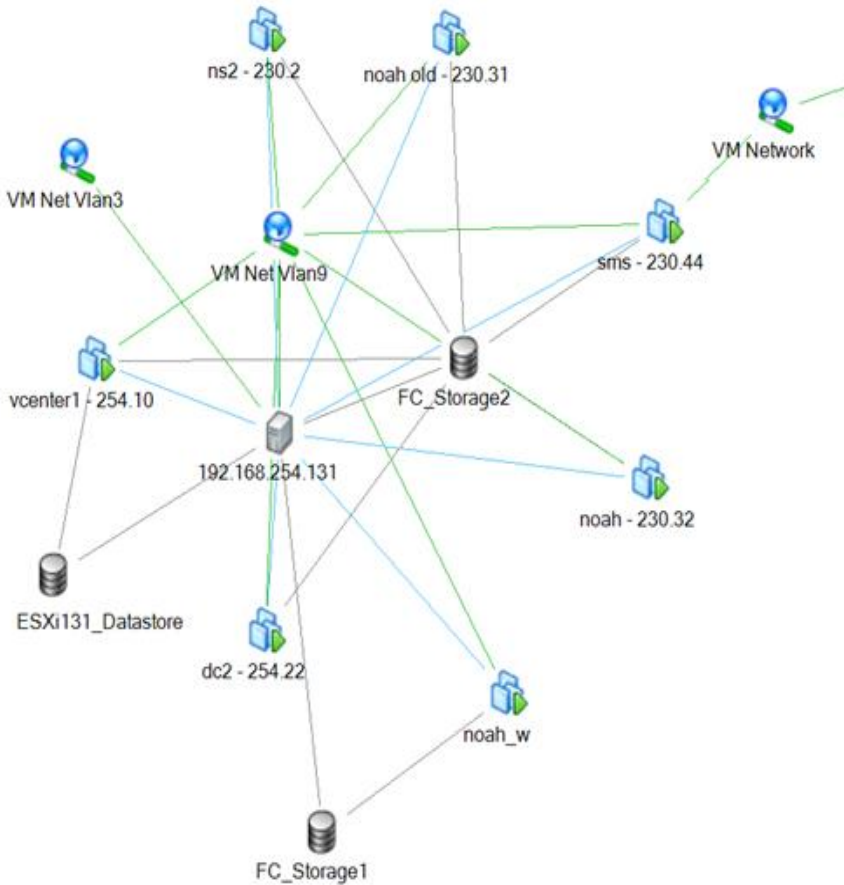 ns2 - 230.2
noah old - 230.31
VM Network
VM Net Vlan3
VM Net Vlan9
sms - 230.44
vcenter1 - 254.10
FC_Storage2
192.168.254.131
noah - 230.32
ESXi131_Datastore
dc2 - 254.22
noah_w
FC_Storage1